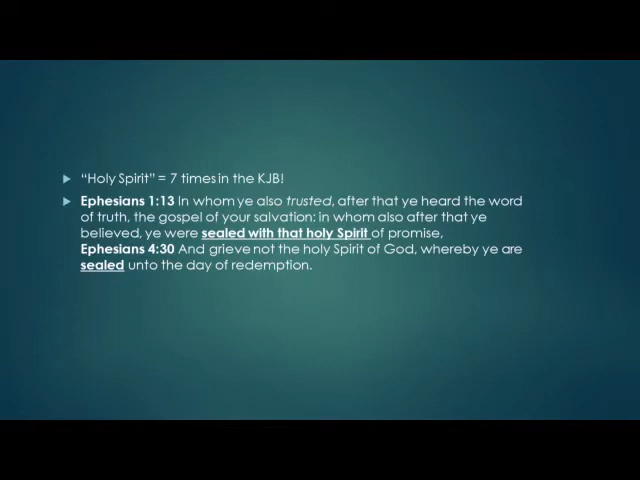 "Holy Spirit" = 7 times in the KJB!
Ephesians 1:13 In whom ye also trusted, after that ye heard the word
of truth, the gospel of your salvation: in whom also after that ye
believed, ye were sealed with that holy Spirit of promise,
Ephesians 4:30 And grieve not the holy Spirit of God, whereby ye are
sealed unto the day of redemption.